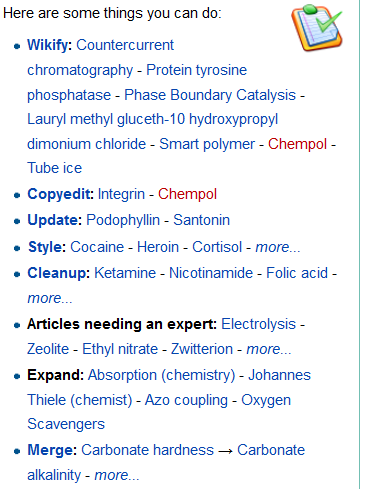 Here are some things you can do:
Wikify: Countercurrent
chromatography - Protein tyrosine
phosphatase - Phase Boundary Catalysis -
Lauryl methyl gluceth-10 hydroxypropyl
dimonium chloride - Smart polymer - Chempol -
Tube ice
Copyedit: Integrin - Chempol
Update: Podophyllin - Santonin
Style: Cocaine - Heroin - Cortisol - more...
Cleanup: Ketamine - Nicotinamide - Folic acid -
more...
Articles needing an expert: Electrolysis -
Zeolite - Ethyl nitrate - Zwitterion - more...
Expand: Absorption (chemistry) - Johannes
Thiele (chemist) - Azo coupling - Oxygen
Scavengers
Merge: Carbonate hardness → Carbonate
alkalinity - more...